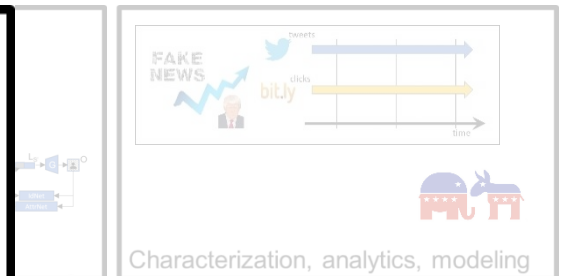 tweets
FAKE
NEWS
clicks
bit.ly
time
Characterization, analytics, modeling